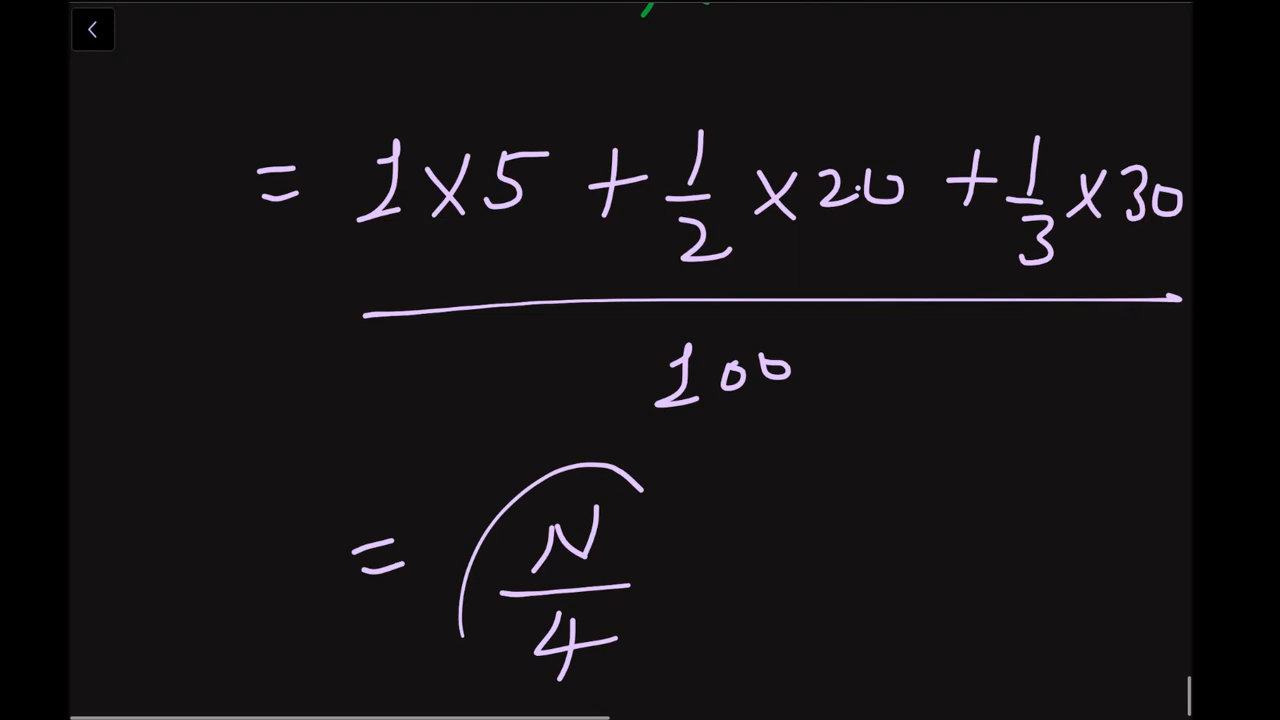 = 1 x 5 + 1/2 x 20 + 1/3 x 30
100
= N/4